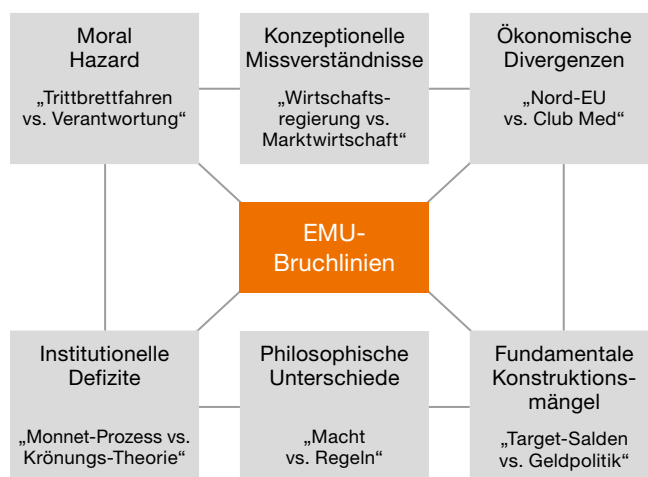 Moral
Hazard
„Trittbrettfahren
vs. Verantwortung“
Konzeptionelle
Missverständnisse
„Wirtschafts-
regierung vs.
Marktwirtschaft“
Ökonomische
Divergenzen
„Nord-EU
vs. Club Med“
EMU-
Bruchlinien
Institutionelle
Defizite
„Monnet-Prozess vs.
Krönungs-Theorie“
Philosophische
Unterschiede
„Macht
vs. Regeln“
Fundamentale
Konstruktions-
mängel
„Target-Salden
vs. Geldpolitik“